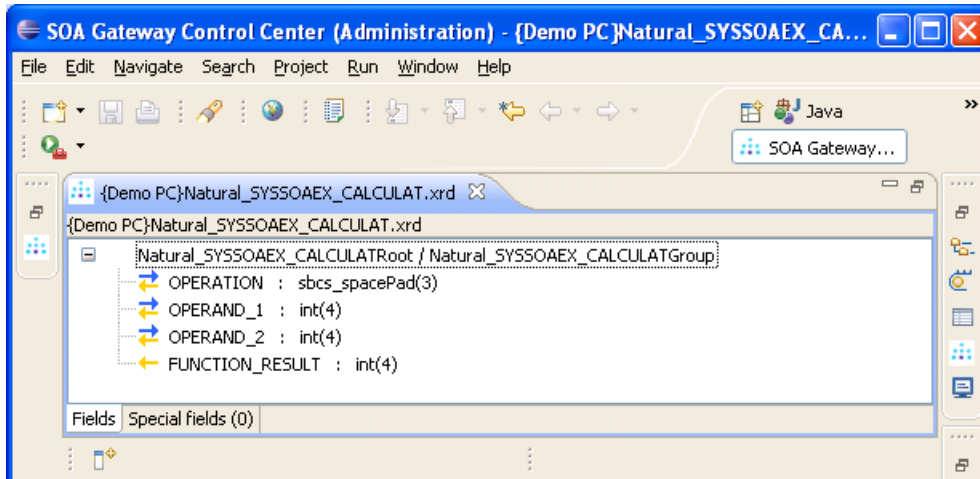 SOA Gateway Control Center (Administration) - {Demo PC}Natural_SYSSOAEX_CA...
File Edit Navigate Search Project Run Window Help
Java
SOA Gateway...
{Demo PC}Natural_SYSSOAEX_CALCULAT.xrd
{Demo PC}Natural_SYSSOAEX_CALCULAT.xrd
Natural_SYSSOAEX_CALCULATRoot / Natural_SYSSOAEX_CALCULATGroup
OPERATION : sbcs_spacePad(3)
OPERAND_1 : int(4)
OPERAND_2 : int(4)
FUNCTION_RESULT : int(4)
Fields Special fields (0)